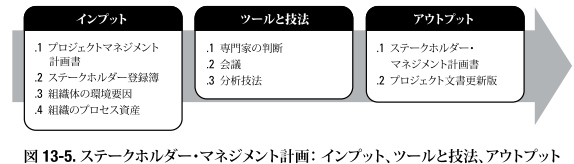 インプット
.1 プロジェクトマネジメント
計画書
.2 ステークホルダー登録簿
.3 組織体の環境要因
.4 組織のプロセス資産
ツールと技法
.1 専門家の判断
.2 会議
.3 分析技法
アウトプット
.1 ステークホルダー・
マネジメント計画書
.2 プロジェクト文書更新版
図 13-5. ステークホルダー・マネジメント計画: インプット、ツールと技法、アウトプット